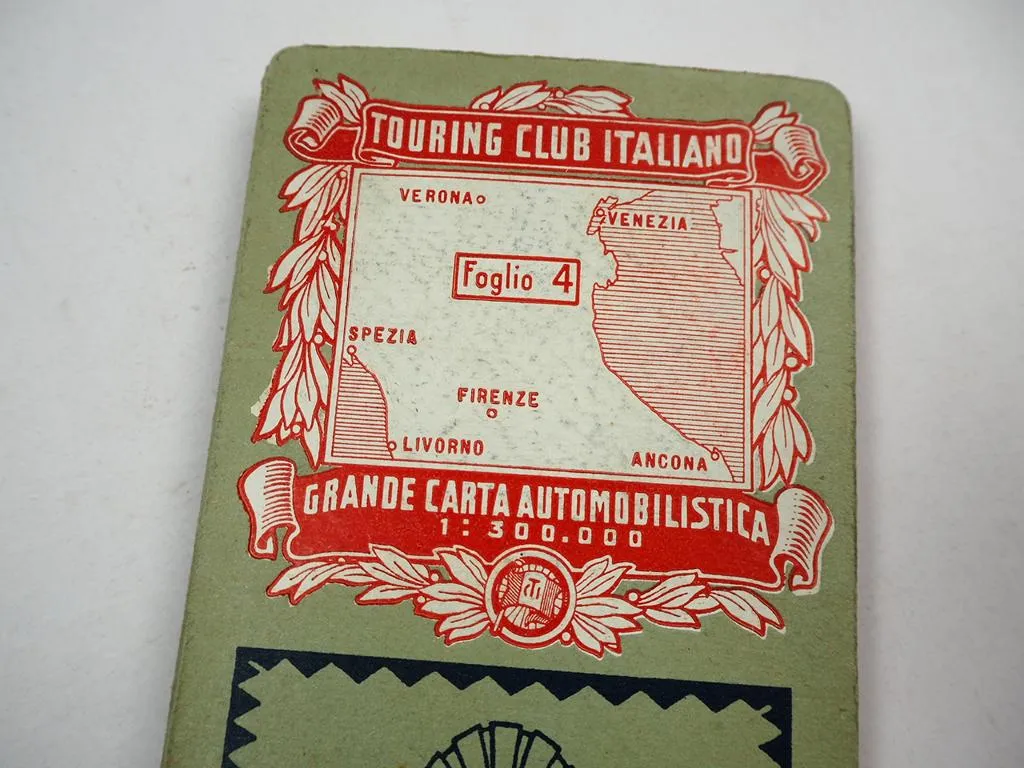 TOURING CLUB ITALIANO
VERONA
VENEZIA
Foglio 4
SPEZIA
FIRENZE
LIVORNO
ANCONA
GRANDE CARTA AUTOMOBILISTICA
1:300.000